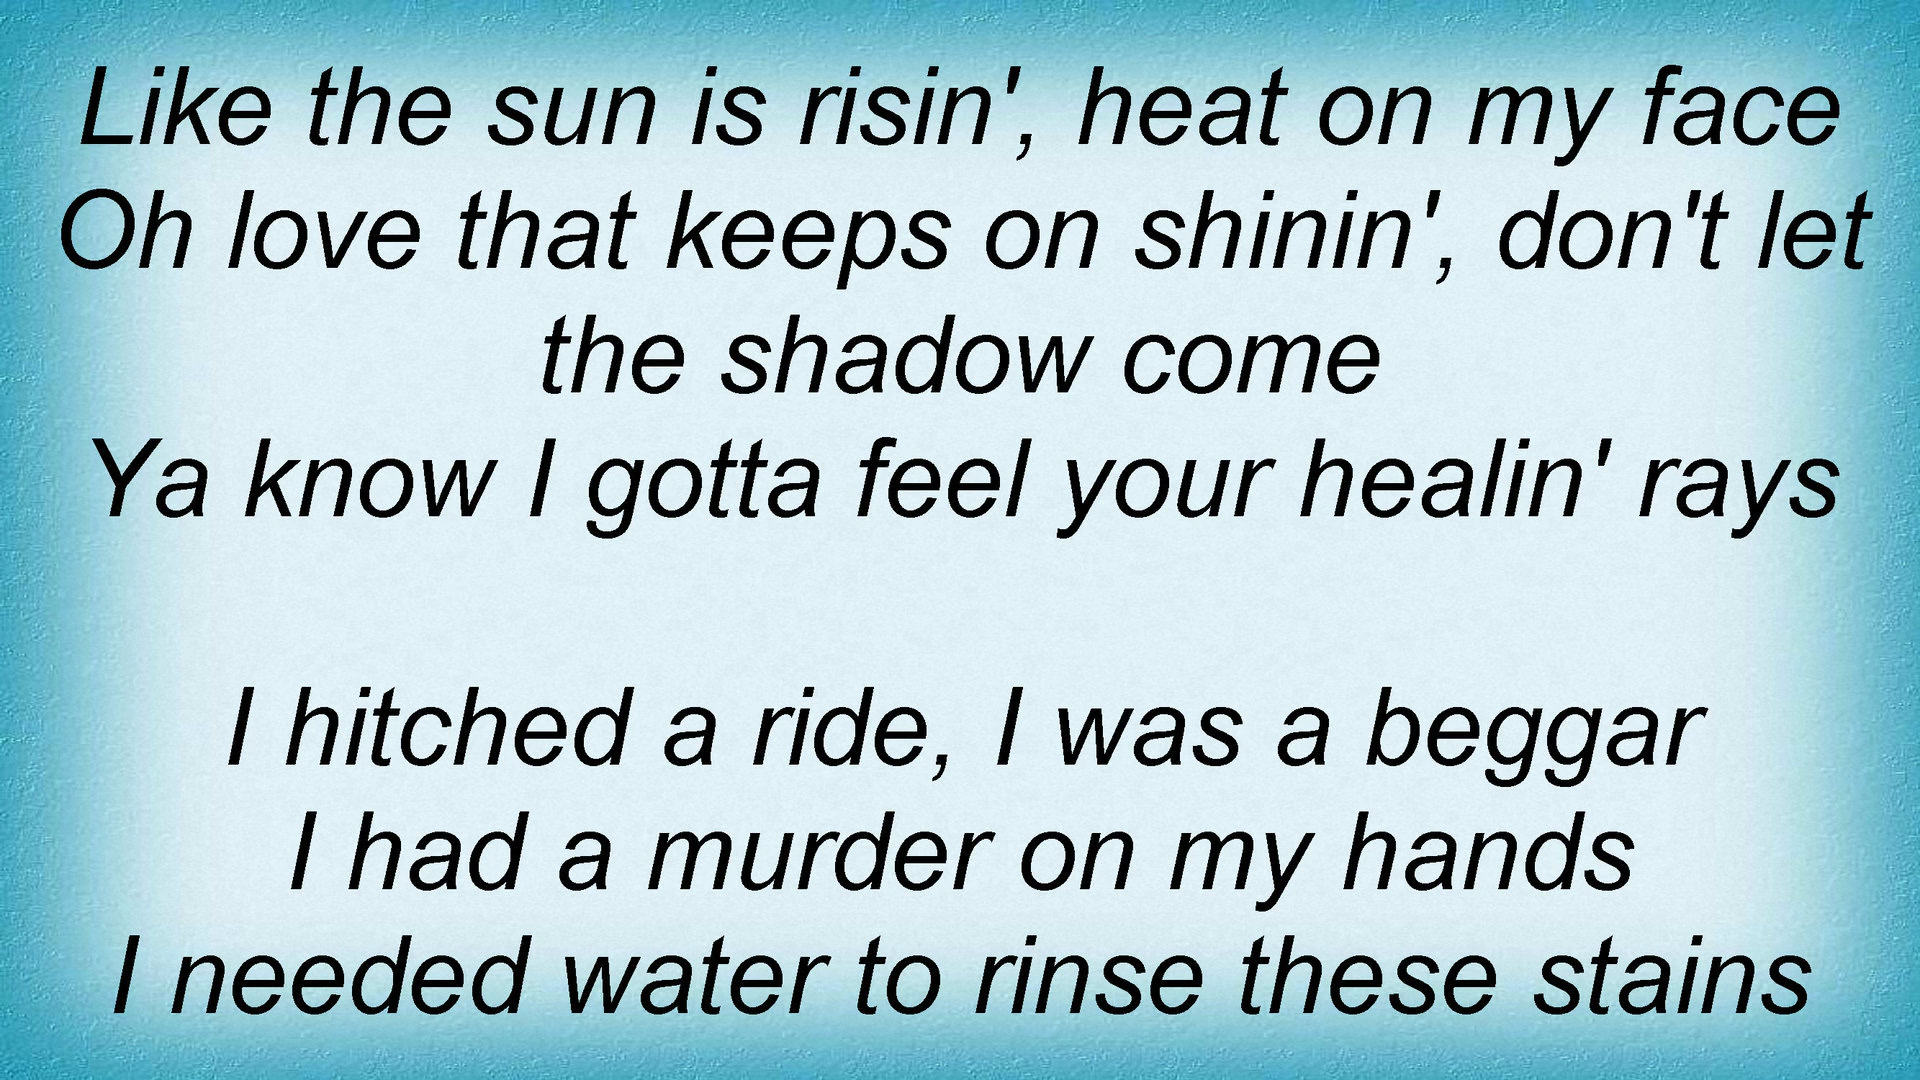 Like the sun is risin', heat on my face
Oh love that keeps on shinin', don't let
the shadow come
Ya know I gotta feel your healin' rays
I hitched a ride, I was a beggar
I had a murder on my hands
I needed water to rinse these stains